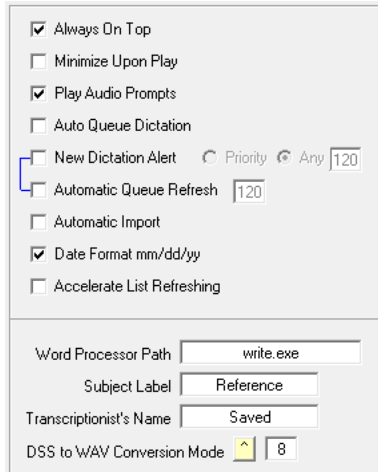 Always On Top
Minimize Upon Play
Play Audio Prompts
Auto Queue Dictation
New Dictation Alert Priority Any 120
Automatic Queue Refresh 120
Automatic Import
Date Format mm/dd/yy
Accelerate List Refreshing
Word Processor Path write.exe
Subject Label Reference
Transcriptionist's Name Saved
DSS to WAV Conversion Mode ^ 8